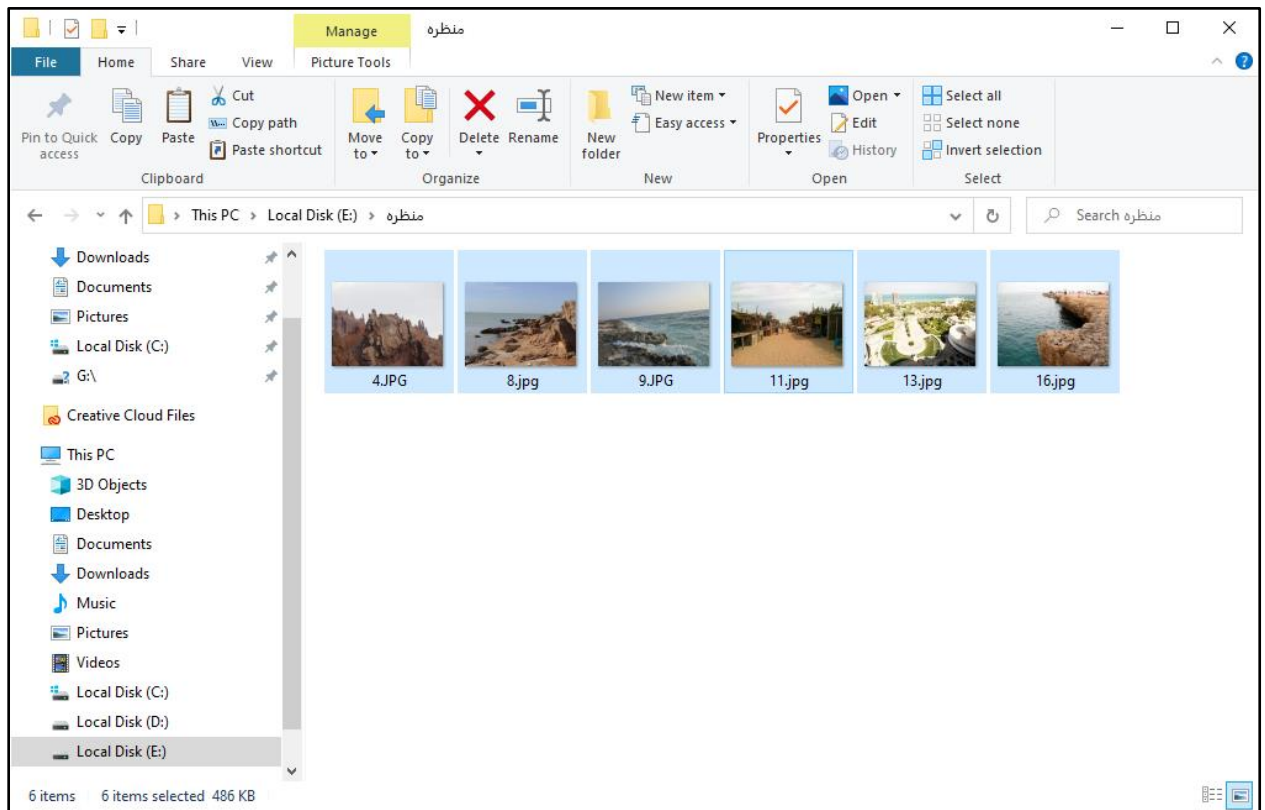 Manage منظره
File Home Share View Picture Tools
Pin to Quick access
Copy
Paste
Cut
Copy path
Paste shortcut
Clipboard
Move to
Copy to
Delete
Rename
Organize
New folder
New item
Easy access
New
Properties
Open
Edit
History
Open
Select all
Select none
Invert selection
Select
This PC > Local Disk (E:) > منظره
Search منظره
Downloads
Documents
Pictures
Local Disk (C:)
G:\
Creative Cloud Files
This PC
3D Objects
Desktop
Documents
Downloads
Music
Pictures
Videos
Local Disk (C:)
Local Disk (D:)
Local Disk (E:)
4.JPG 8.jpg 9.JPG 11.jpg 13.jpg 16.jpg
6 items 6 items selected 486 KB